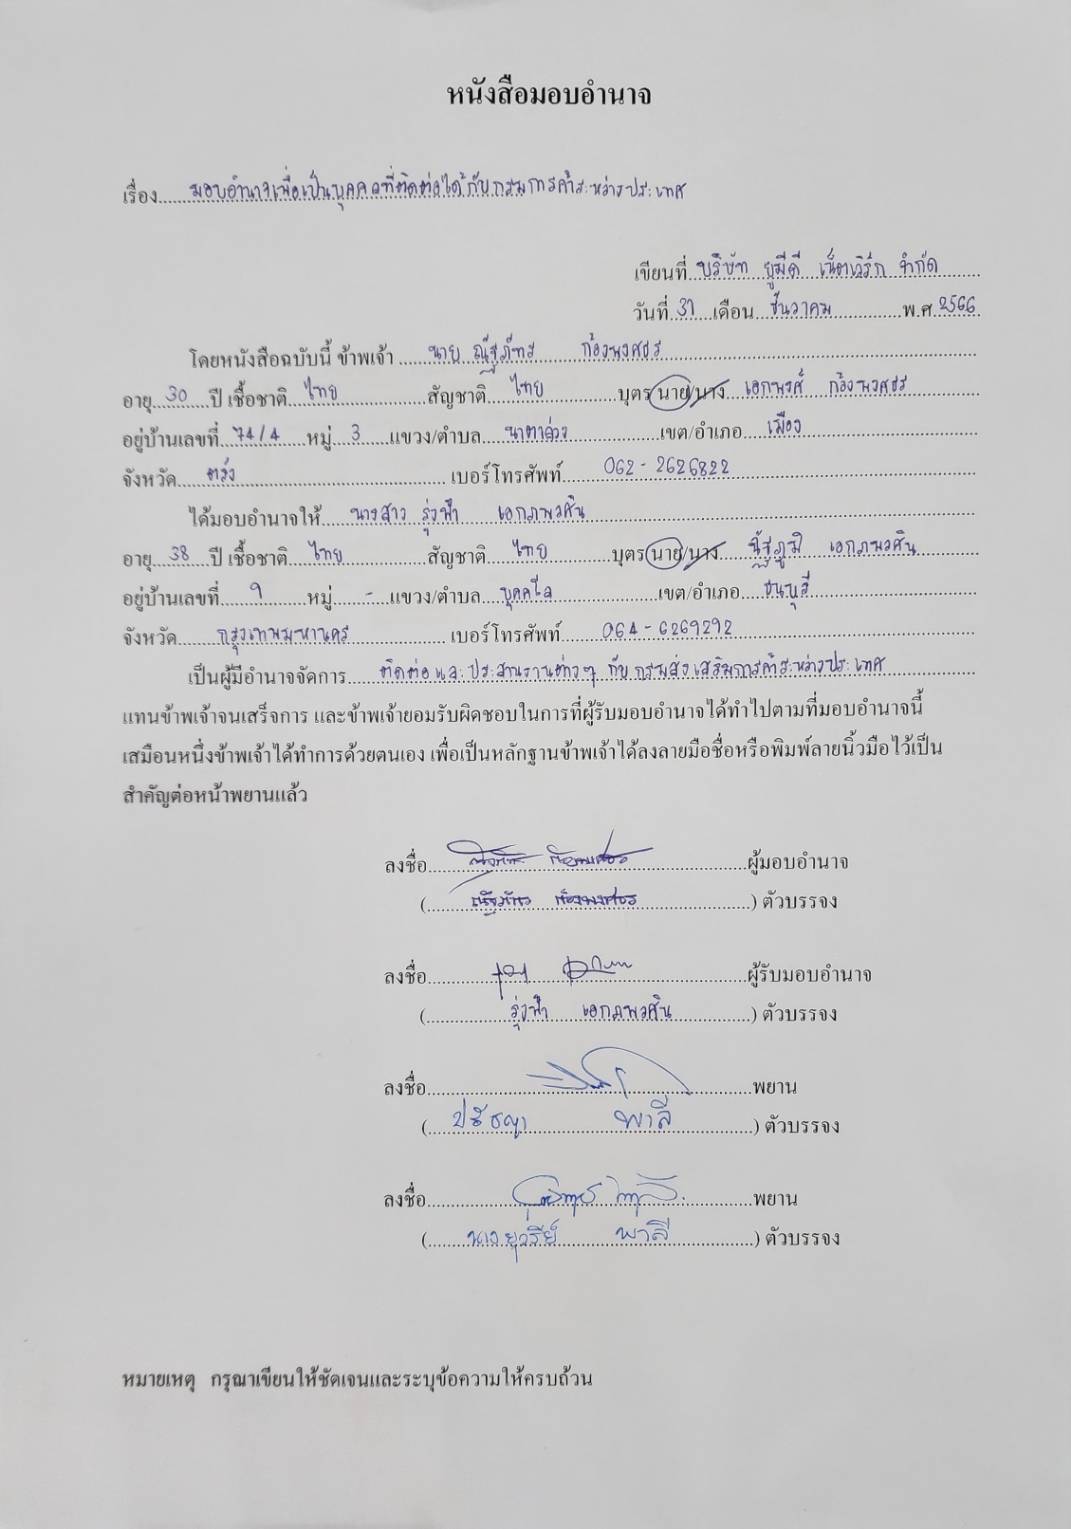 หนังสือมอบอำนาจ
เรื่อง มอบอำนาจเพื่อเป็นบุคคลที่ติดต่อได้กับกรมการค้าระหว่างประเทศ
เขียนที่ บริษัท ยูมีดี เน็ตเวิร์ก จำกัด
วันที่ 31 เดือน ธันวาคม พ.ศ. 2566
โดยหนังสือฉบับนี้ ข้าพเจ้า นาย ณัฐภัทร ก้องพงศธร
อายุ 30 ปี เชื้อชาติ ไทย สัญชาติ ไทย บุตร นาย/นาง เอกพงศ์ ก้องพงศธร
อยู่บ้านเลขที่ 74/4 หมู่ 3 แขวง/ตำบล นาตาล่วง เขต/อำเภอ เมือง
จังหวัด ตรัง เบอร์โทรศัพท์ 062-2626822
ได้มอบอำนาจให้ นางสาว รุ่งฟ้า เอกภพวศิน
อายุ 38 ปี เชื้อชาติ ไทย สัญชาติ ไทย บุตร นาย/นาง ณัฐภูมิ เอกภพวศิน
อยู่บ้านเลขที่ 9 หมู่ - แขวง/ตำบล บุคคโล เขต/อำเภอ ธนบุรี
จังหวัด กรุงเทพมหานคร เบอร์โทรศัพท์ 064-6269292
เป็นผู้มีอำนาจจัดการ ติดต่อและประสานงานต่างๆ กับกรมส่งเสริมการค้าระหว่างประเทศ
แทนข้าพเจ้าจนเสร็จการ และข้าพเจ้ายอมรับผิดชอบในการที่ผู้รับมอบอำนาจได้ทำไปตามที่มอบอำนาจนี้
เสมือนหนึ่งข้าพเจ้าได้ทำการด้วยตนเอง เพื่อเป็นหลักฐานข้าพเจ้าได้ลงลายมือชื่อหรือพิมพ์ลายนิ้วมือไว้เป็น
สำคัญต่อหน้าพยานแล้ว
ลงชื่อ ณัฐภัทร ก้องพงศธร ผู้มอบอำนาจ
( ณัฐภัทร ก้องพงศธร ) ตัวบรรจง
ลงชื่อ ผู้รับมอบอำนาจ
( รุ่งฟ้า เอกภพวศิน ) ตัวบรรจง
ลงชื่อ พยาน
( ปรัชญา พาลี ) ตัวบรรจง
ลงชื่อ พยาน
( นางยุวรีย์ พาลี ) ตัวบรรจง
หมายเหตุ กรุณาเขียนให้ชัดเจนและระบุข้อความให้ครบถ้วน